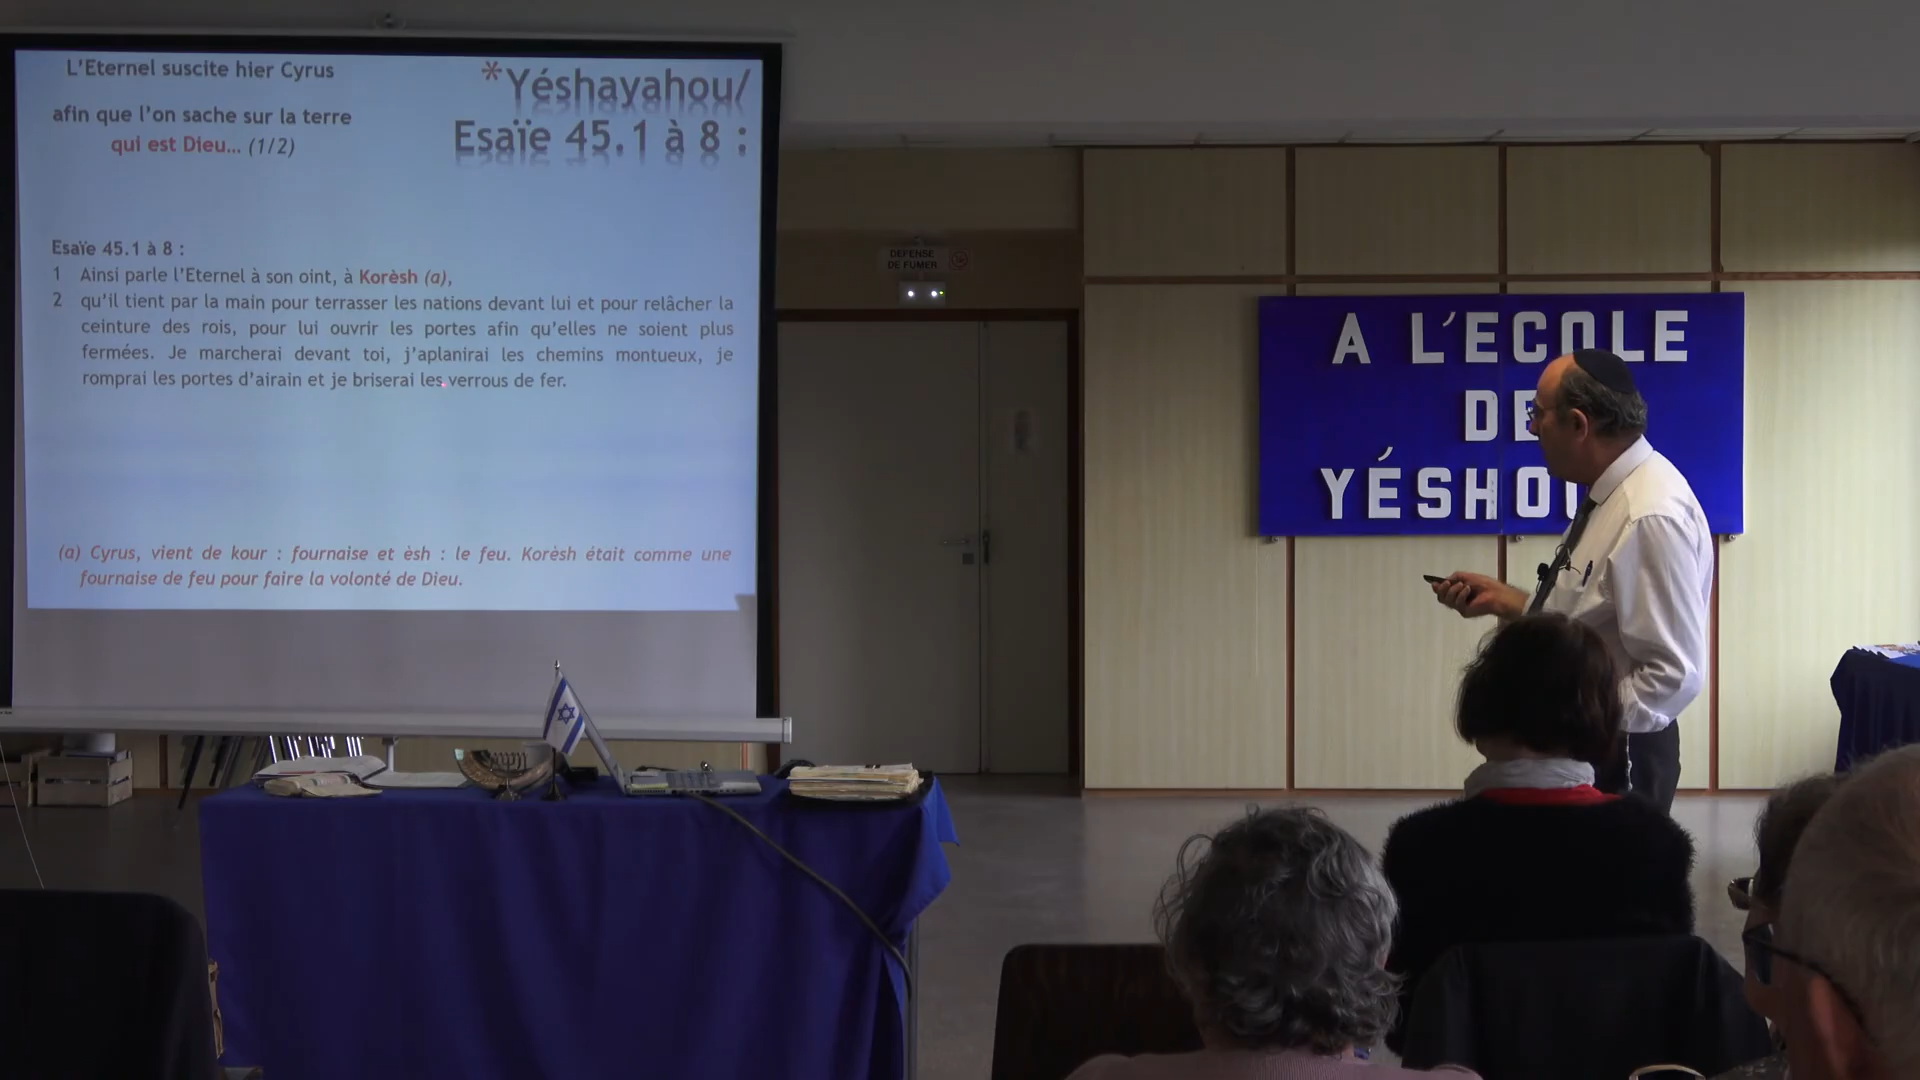 L'Eternel suscite hier Cyrus
afin que l'on sache sur la terre
qui est Dieu... (1/2)
*Yéshayahou/
Esaïe 45.1 à 8 :
Esaïe 45.1 à 8 :
1 Ainsi parle l'Eternel à son oint, à Korèsh (a),
2 qu'il tient par la main pour terrasser les nations devant lui et pour relâcher la
ceinture des rois, pour lui ouvrir les portes afin qu'elles ne soient plus
fermées. Je marcherai devant toi, j'aplanirai les chemins montueux, je
romprai les portes d'airain et je briserai les verrous de fer.
(a) Cyrus, vient de kour : fournaise et èsh : le feu. Korèsh était comme une
fournaise de feu pour faire la volonté de Dieu.
DEFENSE
DE FUMER
A L'ECOLE
DE
YÉSHOU